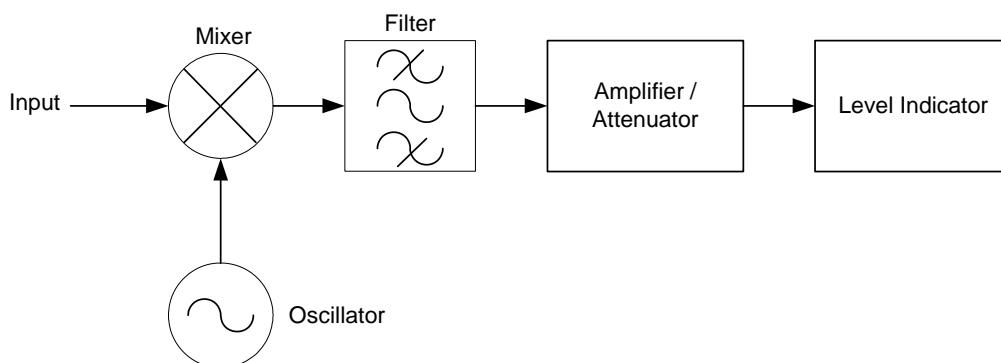 Filter
Mixer
Input
Amplifier /
Attenuator
Level Indicator
Oscillator